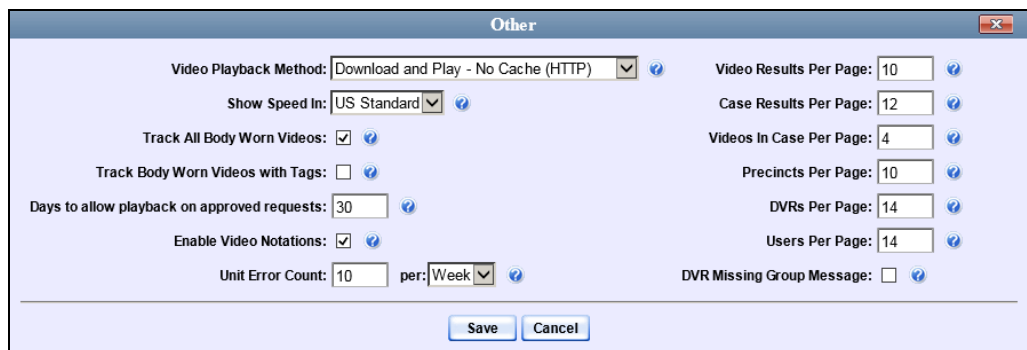 Other
Video Playback Method: Download and Play - No Cache (HTTP)
Show Speed In: US Standard
Track All Body Worn Videos:
Track Body Worn Videos with Tags:
Days to allow playback on approved requests: 30
Enable Video Notations:
Unit Error Count: 10 per: Week
Video Results Per Page: 10
Case Results Per Page: 12
Videos In Case Per Page: 4
Precincts Per Page: 10
DVRs Per Page: 14
Users Per Page: 14
DVR Missing Group Message:
Save Cancel